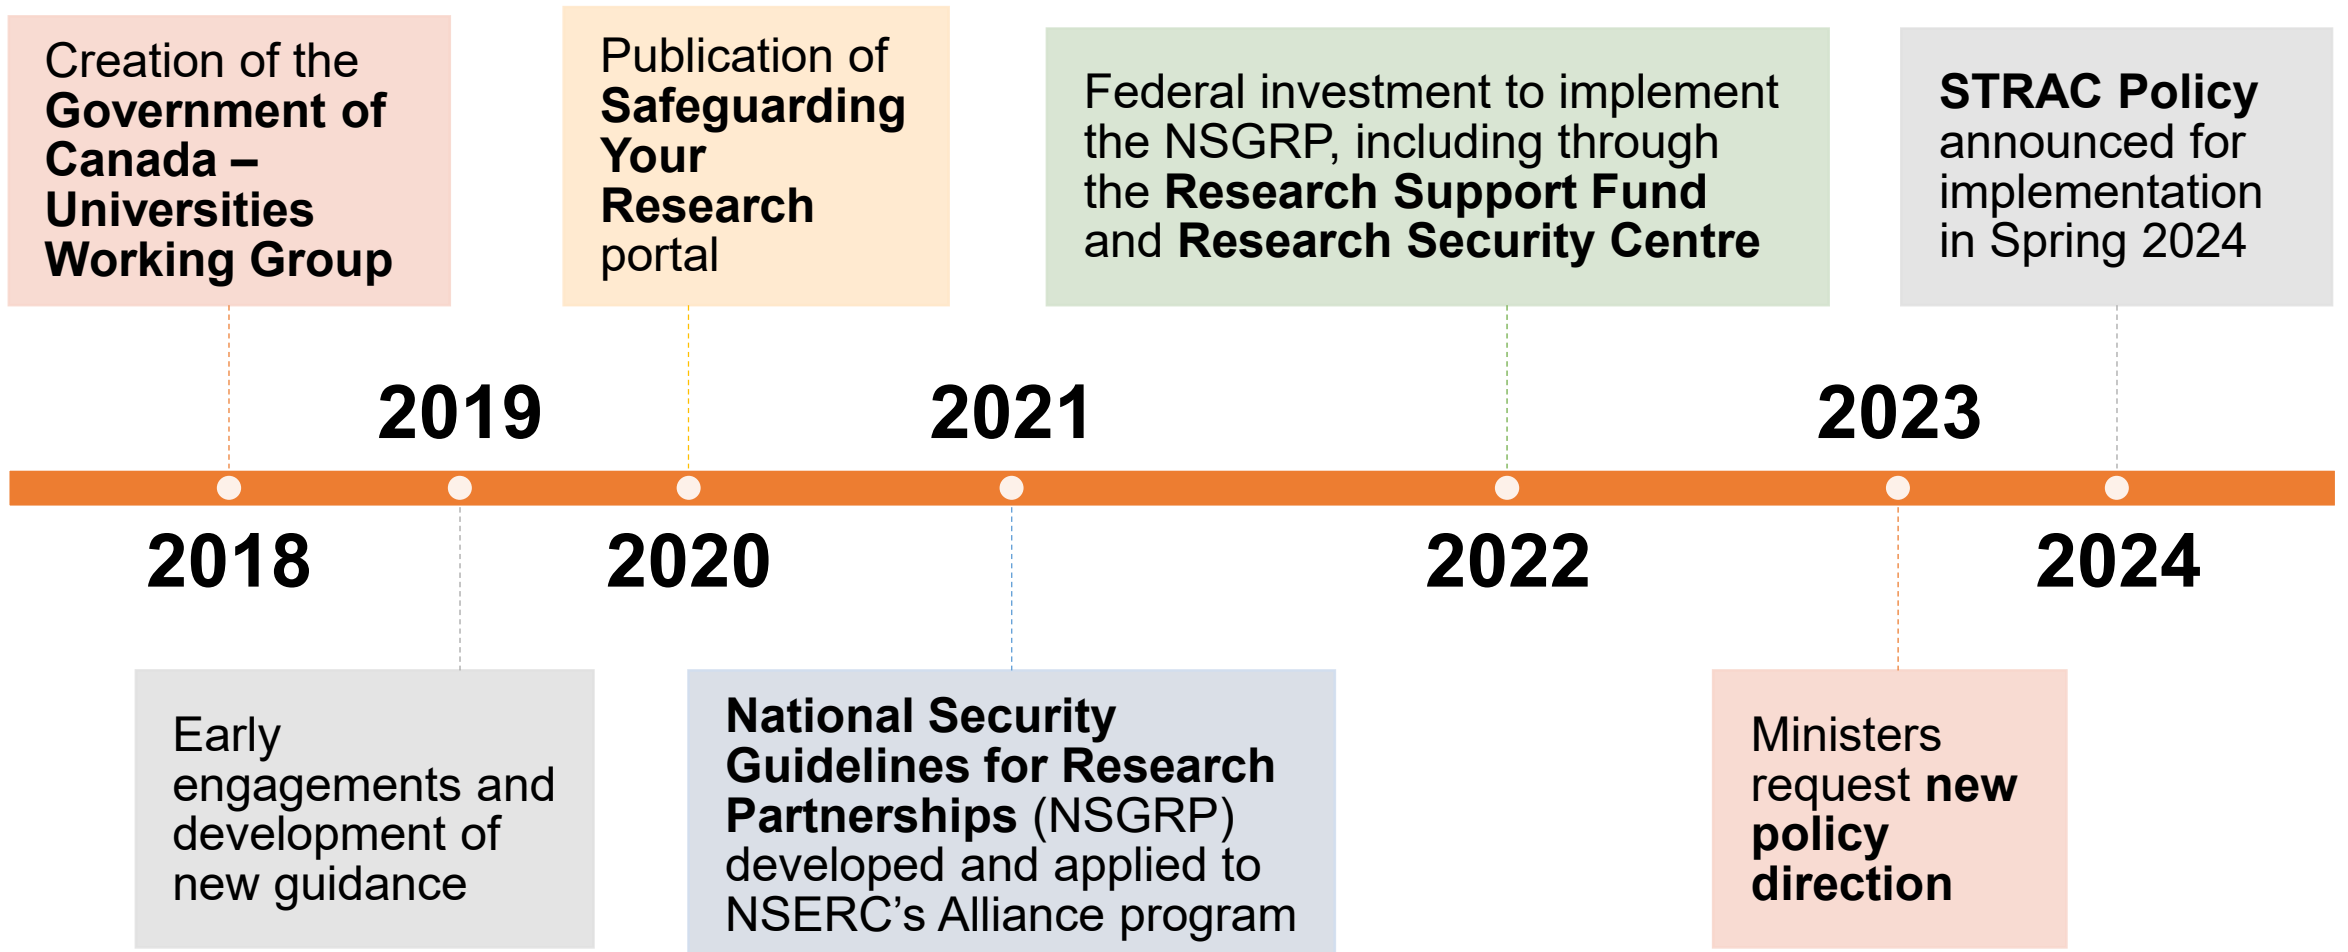 Creation of the
Government of
Canada –
Universities
Working Group
Publication of
Safeguarding
Your
Research
portal
Federal investment to implement
the NSGRP, including through
the Research Support Fund
and Research Security Centre
STRAC Policy
announced for
implementation
in Spring 2024
2019
2021
2023
2018
2020
2022
2024
Early
engagements and
development of
new guidance
National Security
Guidelines for Research
Partnerships (NSGRP)
developed and applied to
NSERC’s Alliance program
Ministers
request new
policy
direction